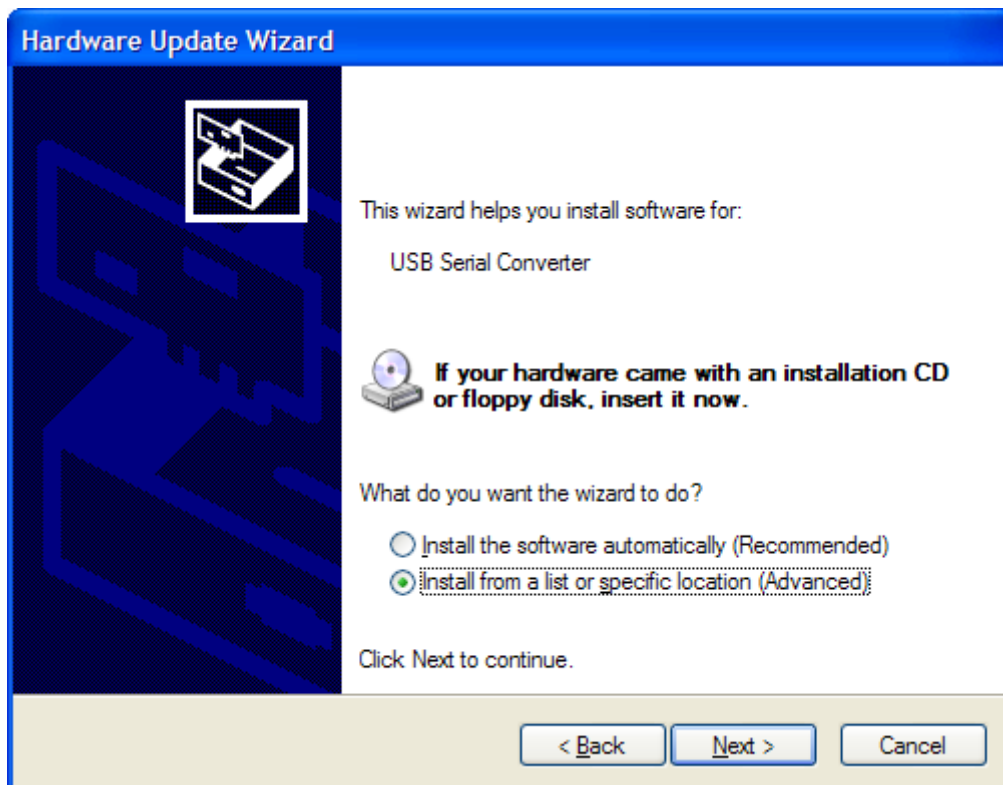 Hardware Update Wizard
This wizard helps you install software for:
USB Serial Converter
If your hardware came with an installation CD
or floppy disk, insert it now.
What do you want the wizard to do?
Install the software automatically (Recommended)
Install from a list or specific location (Advanced)
Click Next to continue.
< Back
Next >
Cancel